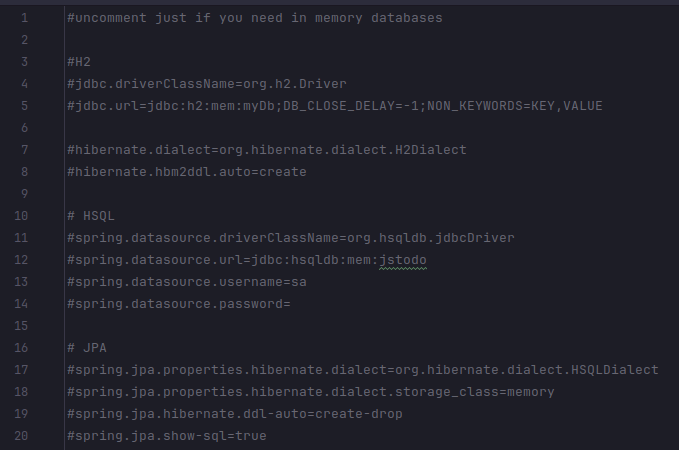 1 #uncomment just if you need in memory databases
2
3 #H2
4 #jdbc.driverClassName=org.h2.Driver
5 #jdbc.url=jdbc:h2:mem:myDb;DB_CLOSE_DELAY=-1;NON_KEYWORDS=KEY,VALUE
6
7 #hibernate.dialect=org.hibernate.dialect.H2Dialect
8 #hibernate.hbm2ddl.auto=create
9
10 # HSQL
11 #spring.datasource.driverClassName=org.hsqldb.jdbcDriver
12 #spring.datasource.url=jdbc:hsqldb:mem:jstodo
13 #spring.datasource.username=sa
14 #spring.datasource.password=
15
16 # JPA
17 #spring.jpa.properties.hibernate.dialect=org.hibernate.dialect.HSQLDialect
18 #spring.jpa.properties.hibernate.dialect.storage_class=memory
19 #spring.jpa.hibernate.ddl-auto=create-drop
20 #spring.jpa.show-sql=true